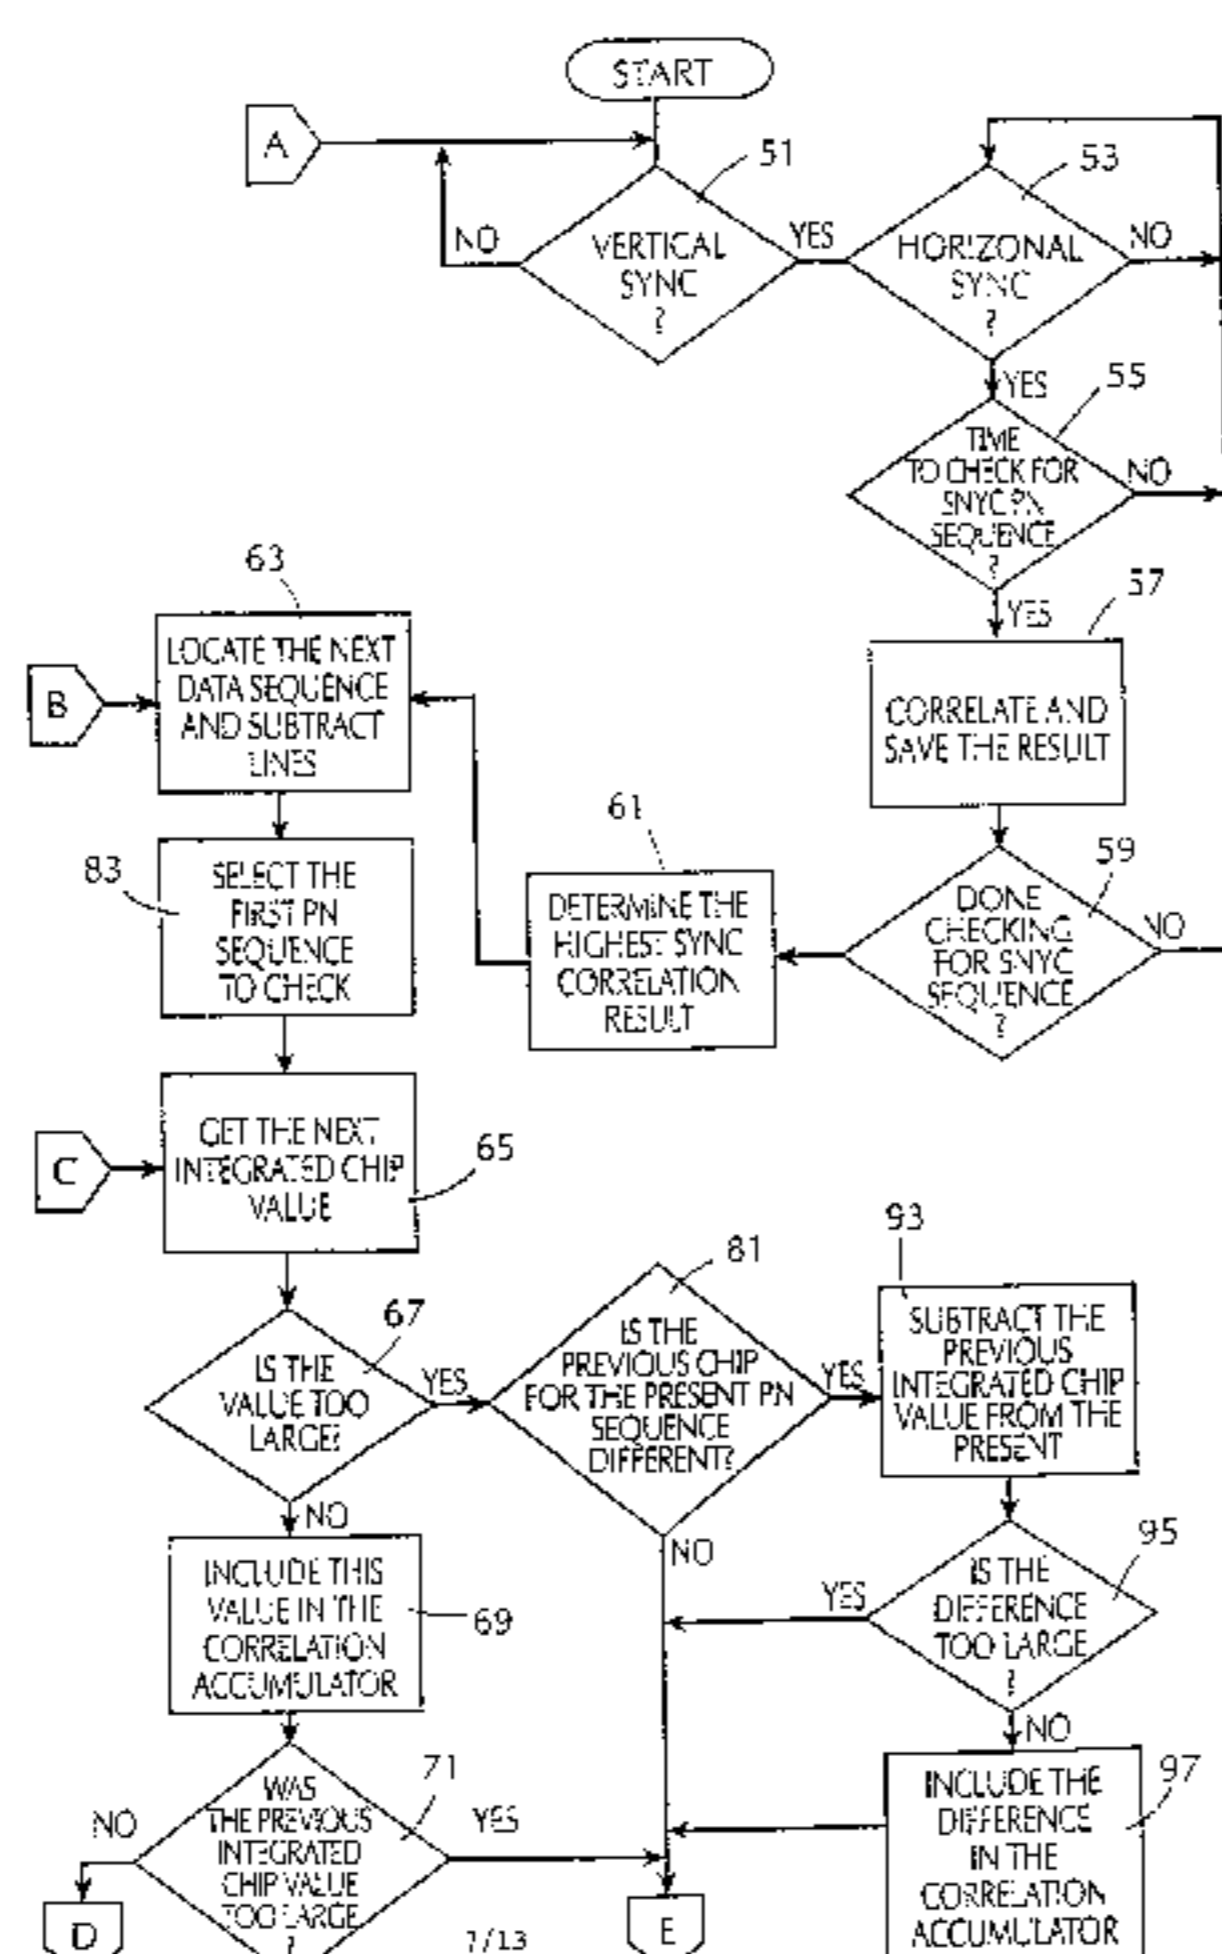 START
A
51
53
NO
VERTICAL
SYNC
?
YES
HORIZONAL
SYNC
?
NO
YES
55
TIME
TO CHECK FOR
SNYC PN
SEQUENCE
?
NO
YES
57
63
LOCATE THE NEXT
DATA SEQUENCE
AND SUBTRACT
LINES
B
CORRELATE AND
SAVE THE RESULT
61
59
83
SELECT THE
FIRST PN
SEQUENCE
TO CHECK
DETERMINE THE
HIGHEST SYNC
CORRELATION
RESULT
DONE
CHECKING
FOR SNYC
SEQUENCE
?
NO
C
GET THE NEXT
INTEGRATED CHIP
VALUE
65
81
93
67
IS THE
VALUE TOO
LARGE?
YES
IS THE
PREVIOUS CHIP
FOR THE PRESENT PN
SEQUENCE
DIFFERENT?
YES
SUBTRACT THE
PREVIOUS
INTEGRATED CHIP
VALUE FROM THE
PRESENT
NO
NO
95
INCLUDE THIS
VALUE IN THE
CORRELATION
ACCUMULATOR
69
YES
IS THE
DIFFERENCE
TOO LARGE
?
NO
71
NO
WAS
THE PREVIOUS
INTEGRATED
CHIP VALUE
TOO LARGE
?
YES
97
INCLUDE THE
DIFFERENCE
IN THE
CORRELATION
ACCUMULATOR
D
7/13
E